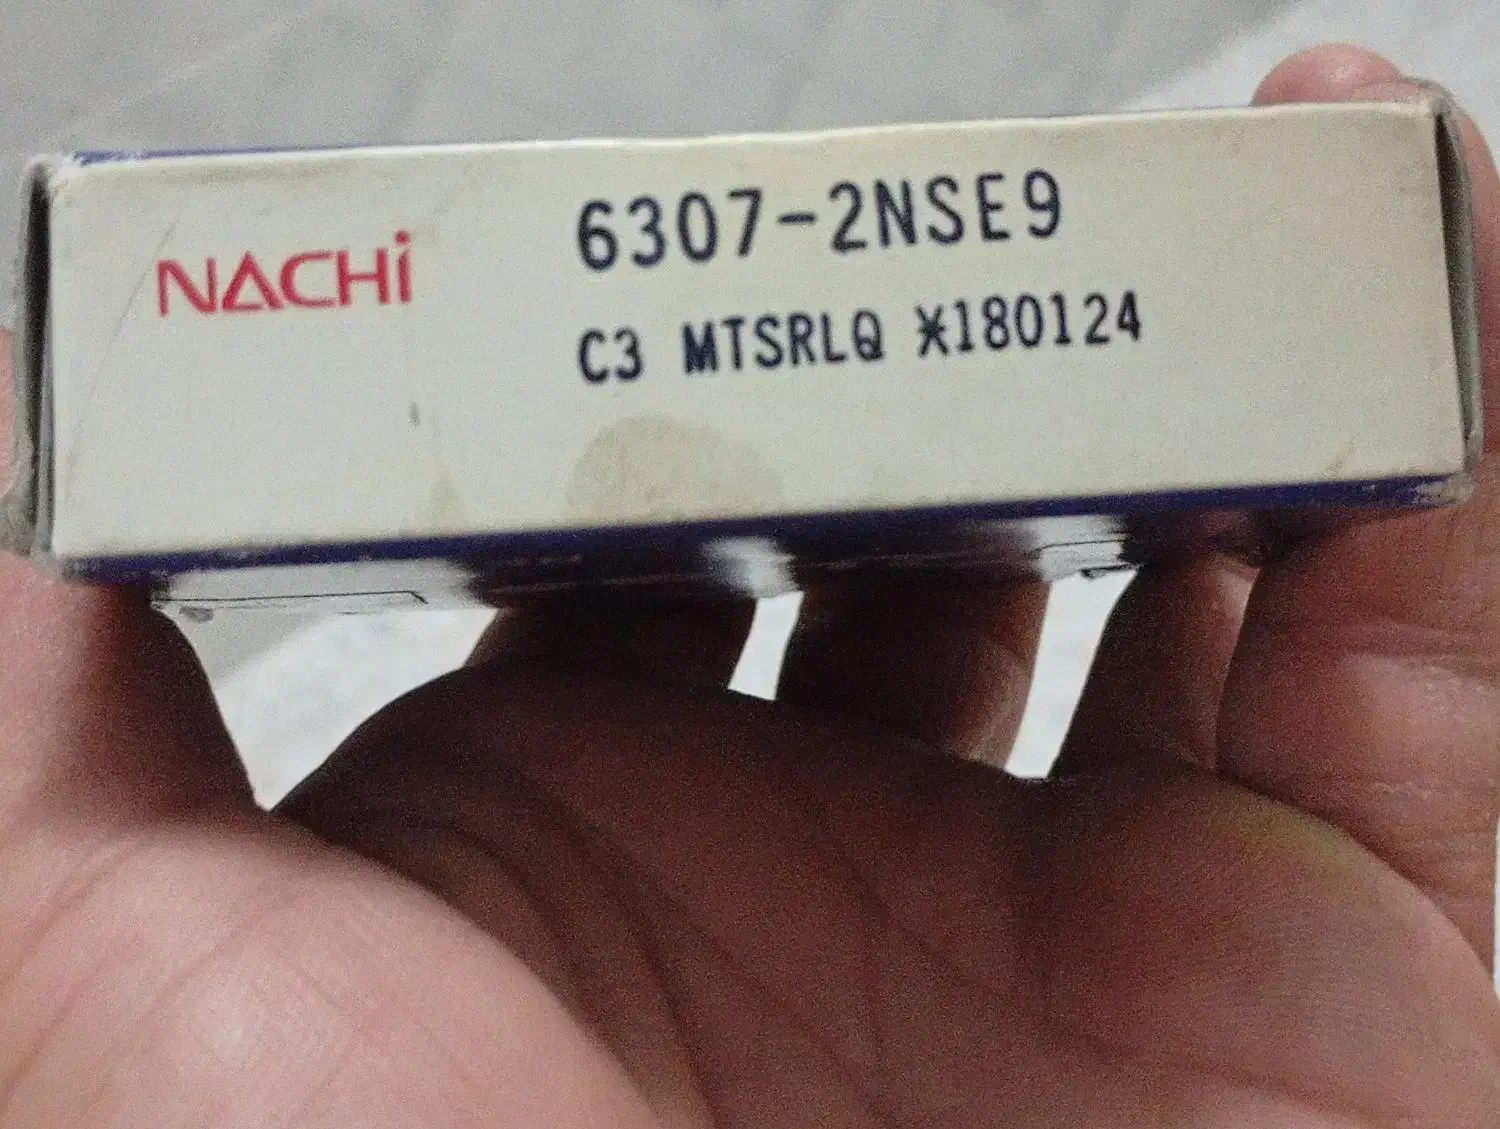 NACHi
6307-2NSE9
C3 MTSRLQ *180124